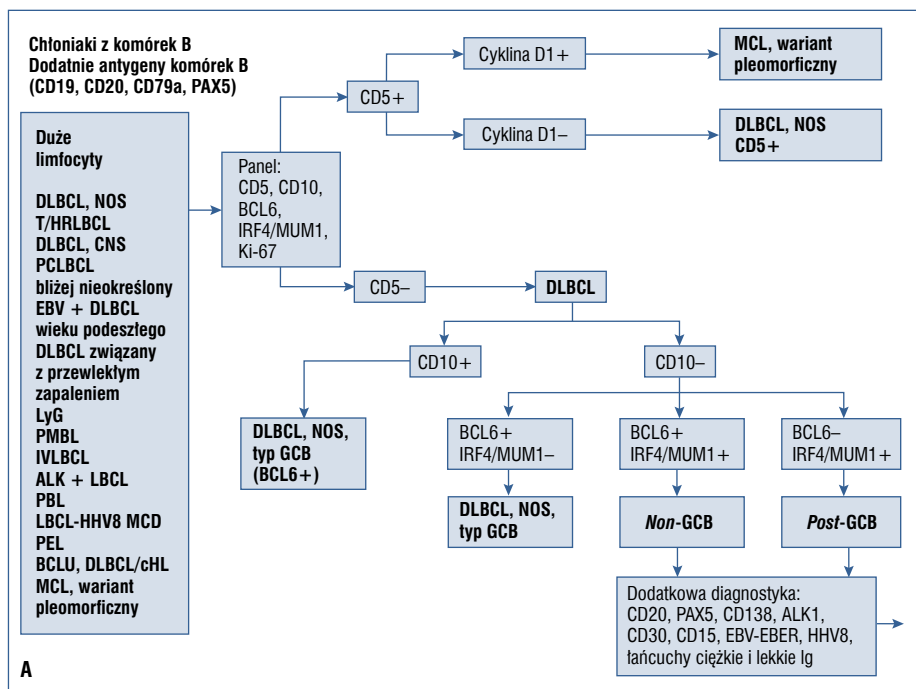 Chłoniaki z komórek B
Dodatnie antygeny komórek B
(CD19, CD20, CD79a, PAX5)
Duże
limfocyty
DLBCL, NOS
T/HRLBCL
DLBCL, CNS
PCLBCL
bliżej nieokreślony
EBV + DLBCL
wieku podeszłego
DLBCL związany
z przewlekłym
zapaleniem
LyG
PMBL
IVLBCL
ALK + LBCL
PBL
LBCL-HHV8 MCD
PEL
BCLU, DLBCL/cHL
MCL, wariant
pleomorficzny
Panel:
CD5, CD10,
BCL6,
IRF4/MUM1,
Ki-67
CD5+
Cyklina D1+
MCL, wariant
pleomorficzny
Cyklina D1–
DLBCL, NOS
CD5+
CD5–
DLBCL
CD10+
CD10–
DLBCL, NOS,
typ GCB
(BCL6+)
BCL6+
IRF4/MUM1–
BCL6+
IRF4/MUM1+
BCL6–
IRF4/MUM1+
DLBCL, NOS,
typ GCB
Non-GCB
Post-GCB
Dodatkowa diagnostyka:
CD20, PAX5, CD138, ALK1,
CD30, CD15, EBV-EBER, HHV8,
łańcuchy ciężkie i lekkie Ig
A